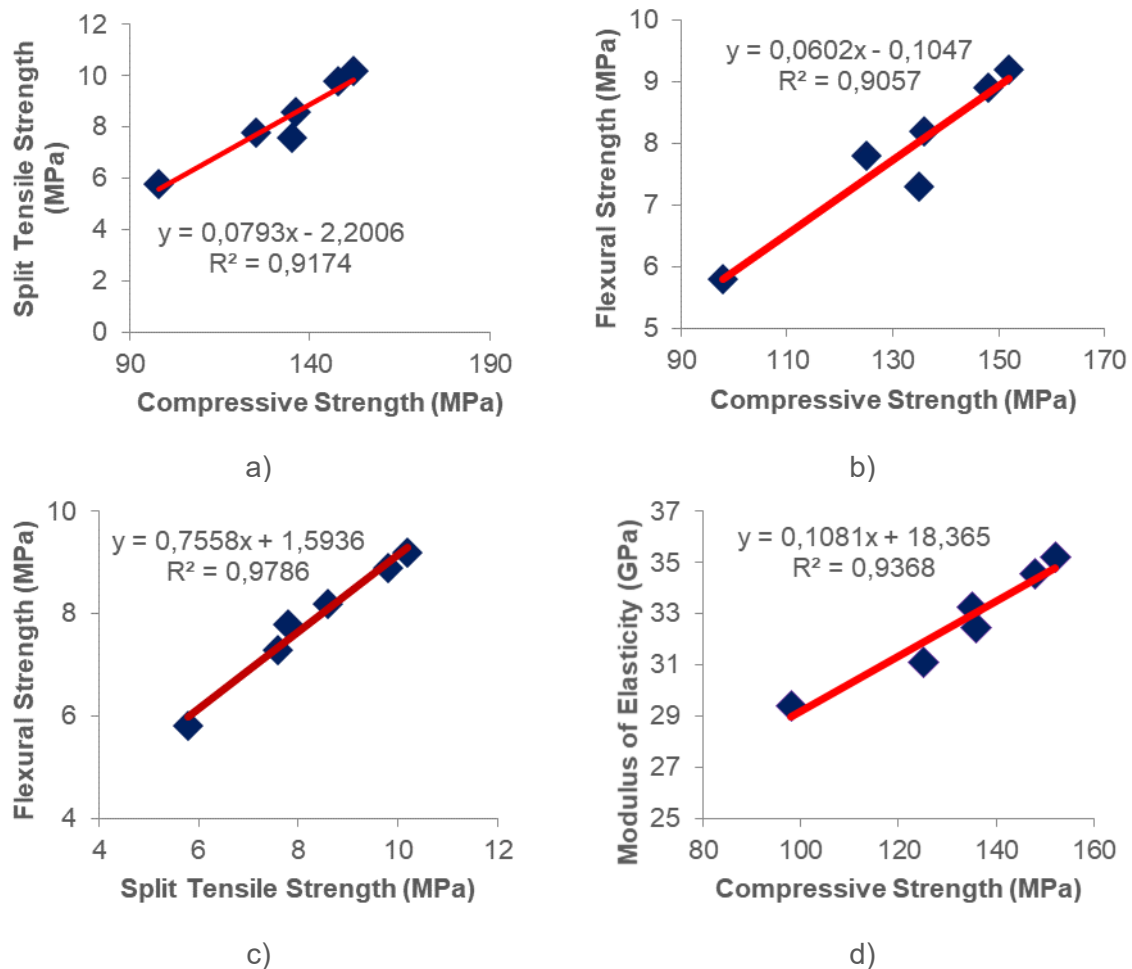 12
10
8
6
4
2
0
Split Tensile Strength
(MPa)
y = 0,0793x - 2,2006
R² = 0,9174
90
140
190
Compressive Strength (MPa)
a)
10
9
8
7
6
5
Flexural Strength (MPa)
y = 0,0602x - 0,1047
R² = 0,9057
90
110
130
150
170
Compressive Strength (MPa)
b)
10
8
6
4
Flexural Strength (MPa)
y = 0,7558x + 1,5936
R² = 0,9786
4
6
8
10
12
Split Tensile Strength (MPa)
c)
37
35
33
31
29
27
25
Modulus of Elasticity (GPa)
y = 0,1081x + 18,365
R² = 0,9368
80
100
120
140
160
Compressive Strength (MPa)
d)